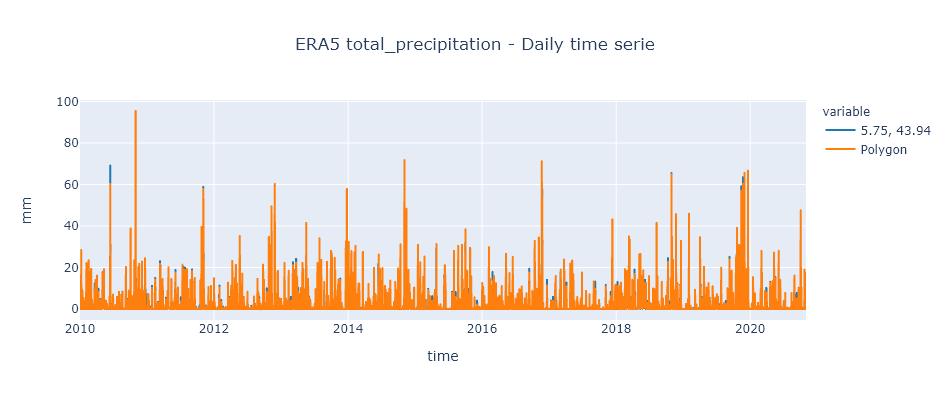 ERA5 total_precipitation - Daily time serie
variable
5.75, 43.94
Polygon
mm
100
80
60
40
20
0
2010
2012
2014
2016
2018
2020
time